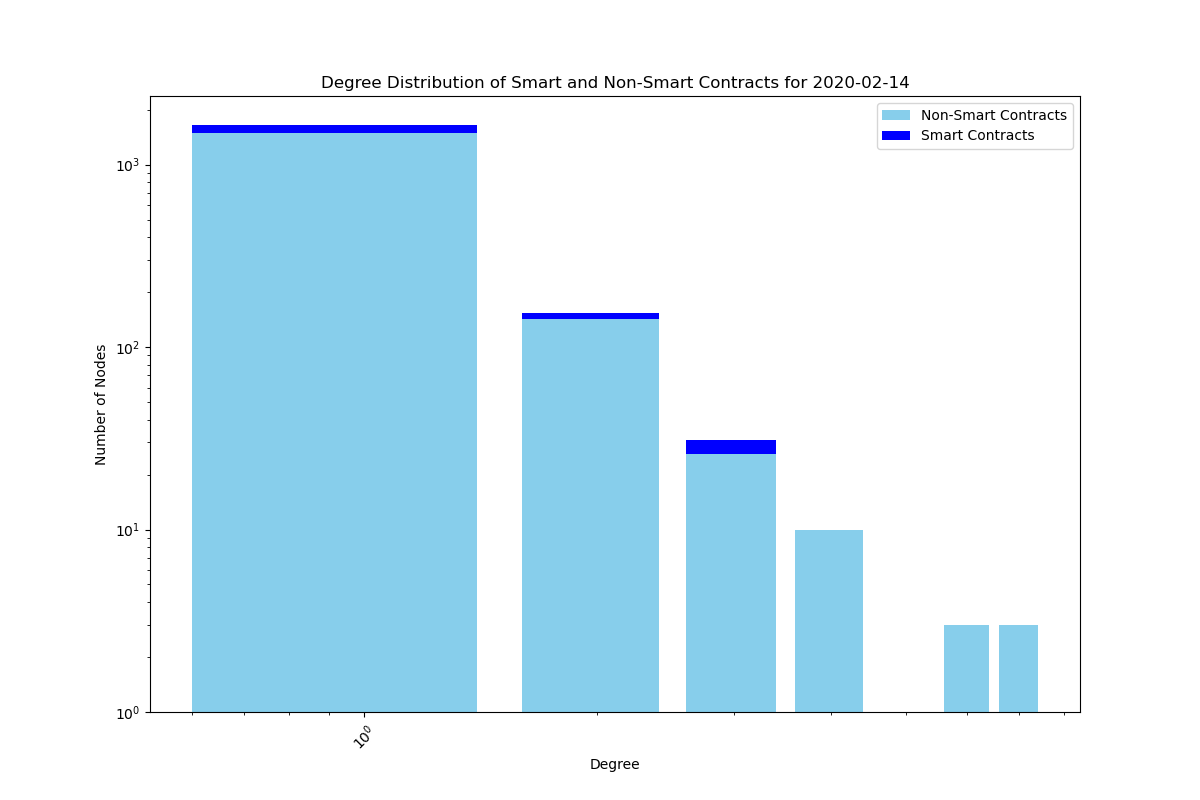 Degree Distribution of Smart and Non-Smart Contracts for 2020-02-14
Non-Smart Contracts
Smart Contracts
10³
10²
10¹
10⁰
Number of Nodes
10⁰
Degree